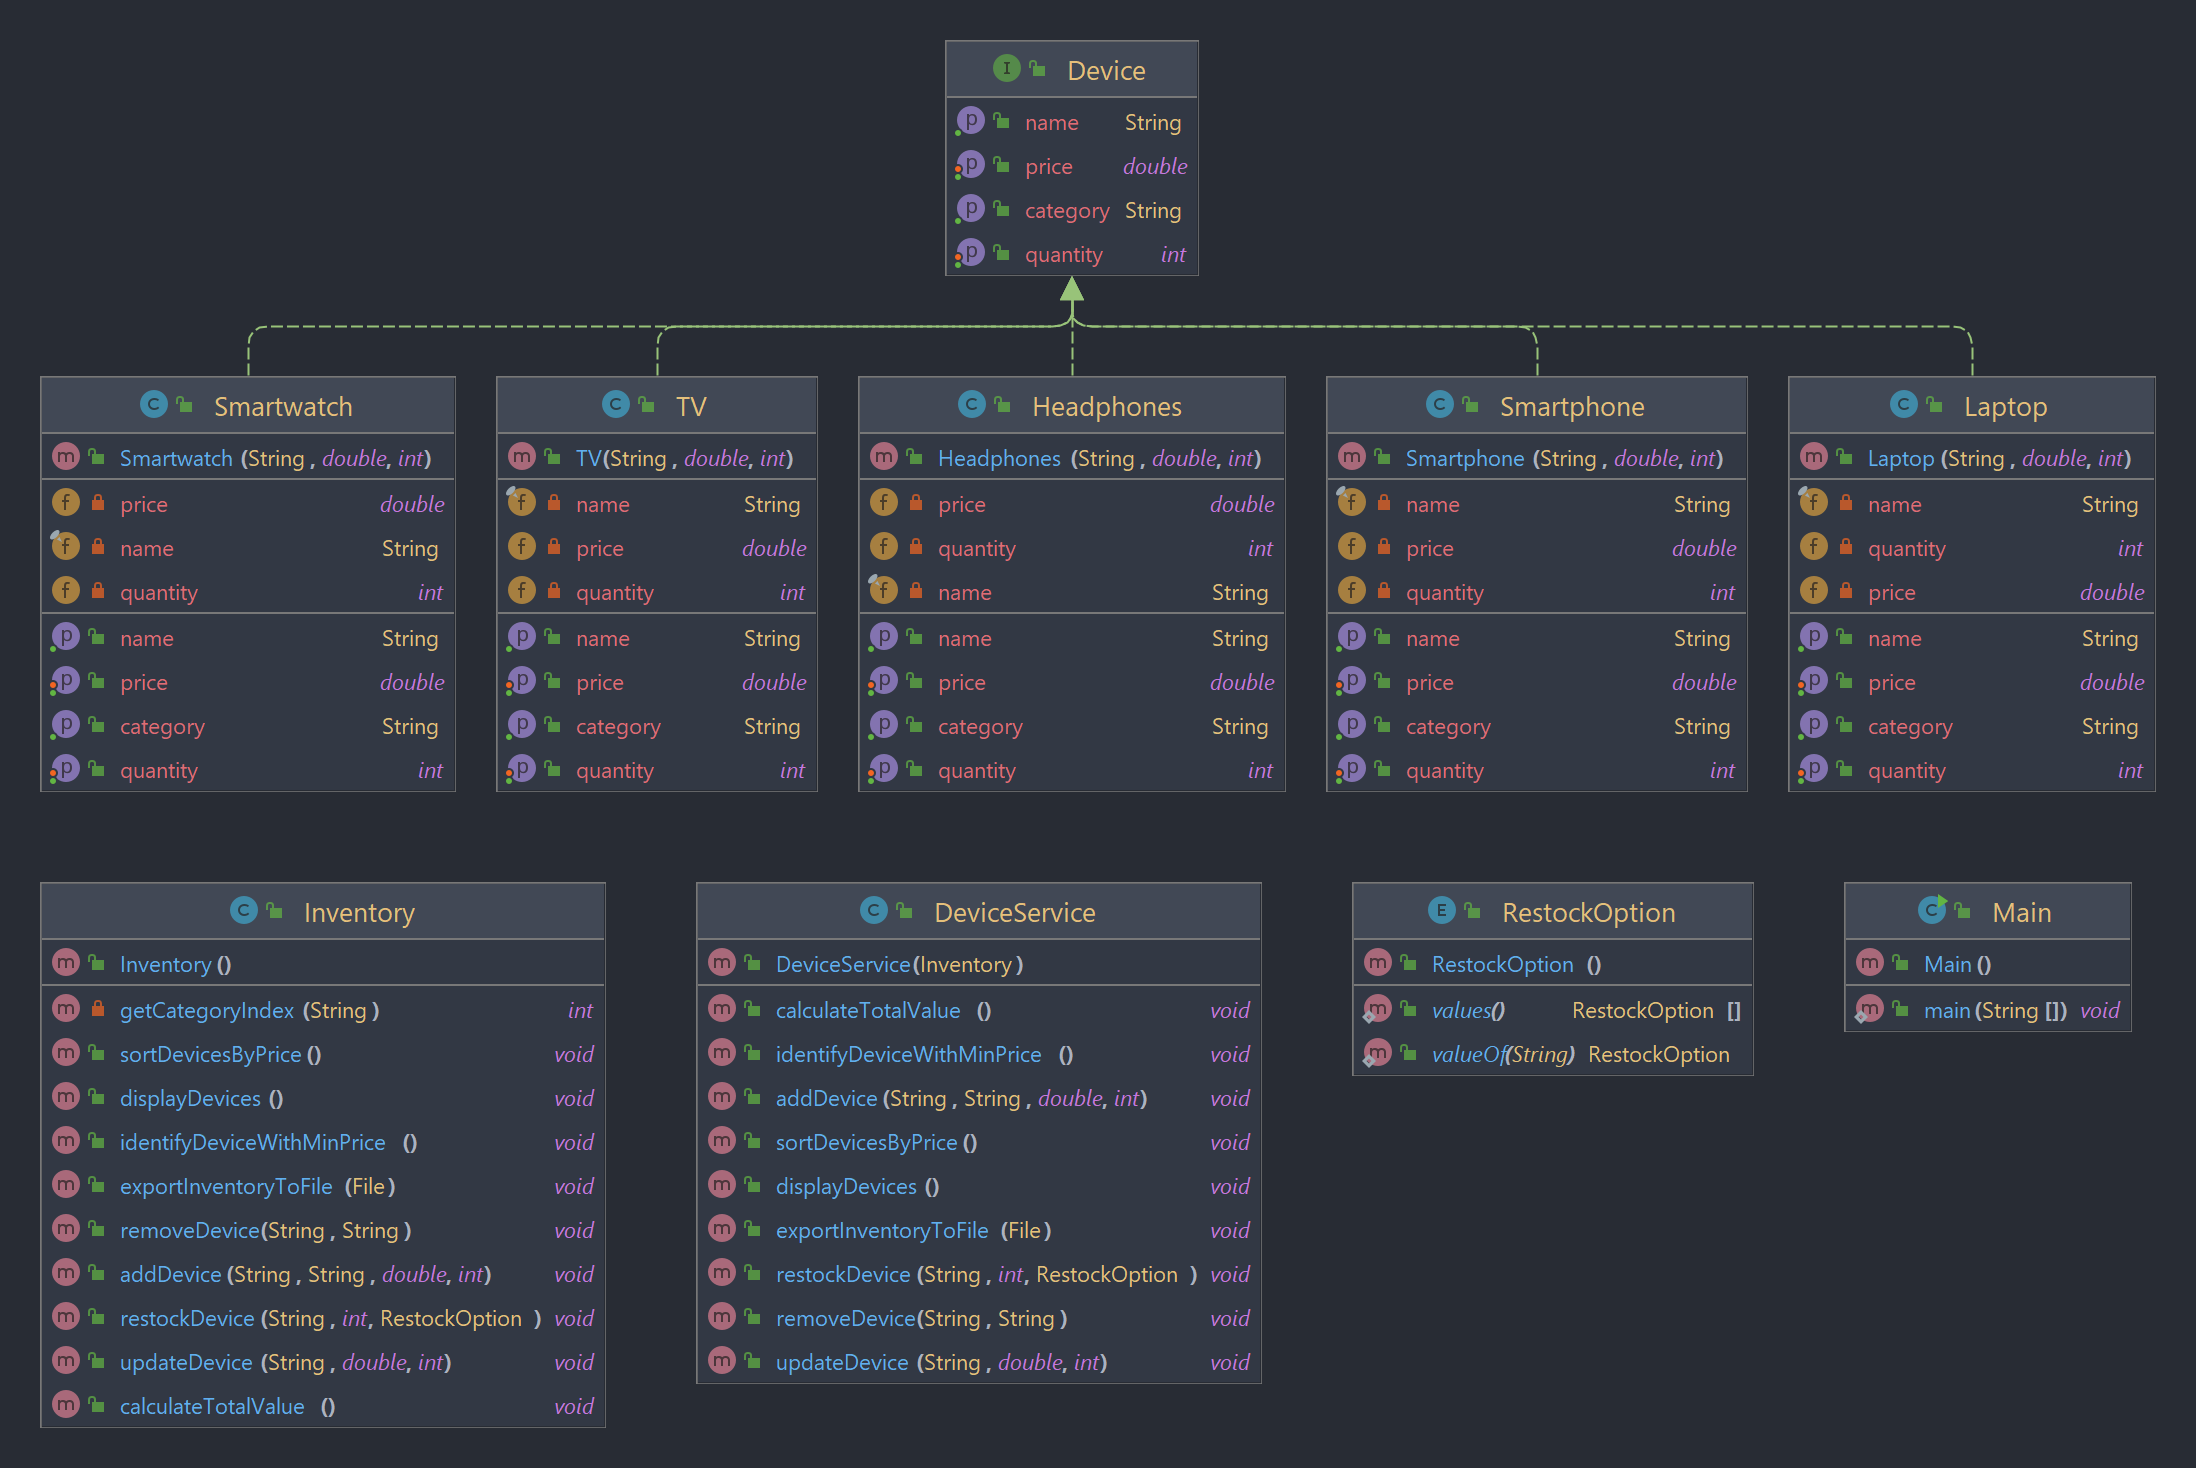 I Device
p name String
p price double
p category String
p quantity int
C Smartwatch
m Smartwatch (String , double, int)
f price double
f name String
f quantity int
p name String
p price double
p category String
p quantity int
C TV
m TV(String , double, int)
f name String
f price double
f quantity int
p name String
p price double
p category String
p quantity int
C Headphones
m Headphones (String , double, int)
f price double
f quantity int
f name String
p name String
p price double
p category String
p quantity int
C Smartphone
m Smartphone (String , double, int)
f name String
f price double
f quantity int
p name String
p price double
p category String
p quantity int
C Laptop
m Laptop (String , double, int)
f name String
f quantity int
f price double
p name String
p price double
p category String
p quantity int
C Inventory
m Inventory ()
m getCategoryIndex (String ) int
m sortDevicesByPrice () void
m displayDevices () void
m identifyDeviceWithMinPrice () void
m exportInventoryToFile (File ) void
m removeDevice(String , String ) void
m addDevice (String , String , double, int) void
m restockDevice (String , int, RestockOption ) void
m updateDevice (String , double, int) void
m calculateTotalValue () void
C DeviceService
m DeviceService(Inventory )
m calculateTotalValue () void
m identifyDeviceWithMinPrice () void
m addDevice (String , String , double, int) void
m sortDevicesByPrice () void
m displayDevices () void
m exportInventoryToFile (File ) void
m restockDevice (String , int, RestockOption ) void
m removeDevice(String , String ) void
m updateDevice (String , double, int) void
E RestockOption
m RestockOption ()
m values() RestockOption []
m valueOf(String) RestockOption
C Main
m Main ()
m main (String []) void